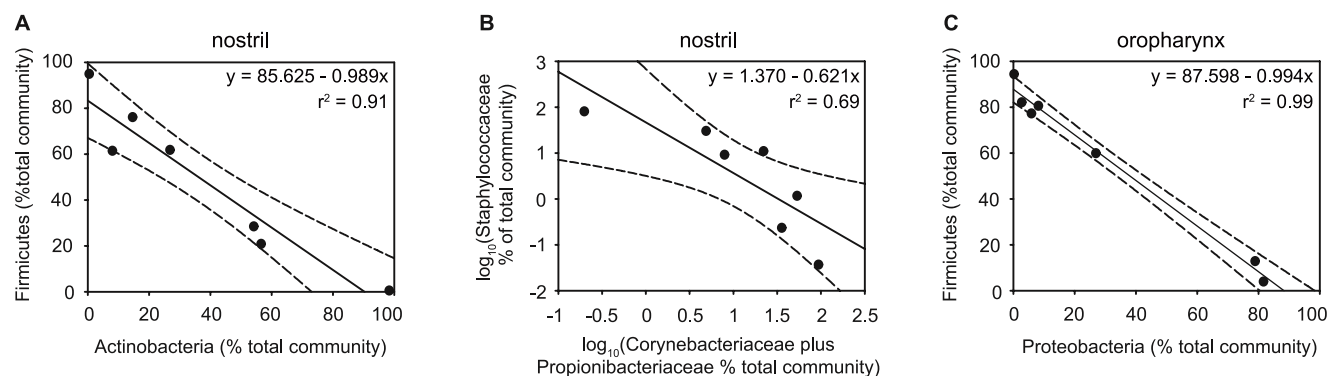 A
nostril
y = 85.625 - 0.989x
r² = 0.91
Firmicutes (%total community)
100
80
60
40
20
0
0 20 40 60 80 100
Actinobacteria (% total community)
B
nostril
y = 1.370 - 0.621x
r² = 0.69
log₁₀(Staphylococcaceae
% of total community)
3
2
1
0
-1
-2
-1 -0.5 0 0.5 1 1.5 2 2.5
log₁₀(Corynebacteriaceae plus
Propionibacteriaceae % total community)
C
oropharynx
y = 87.598 - 0.994x
r² = 0.99
Firmicutes (%total community)
100
80
60
40
20
0
0 20 40 60 80 100
Proteobacteria (% total community)